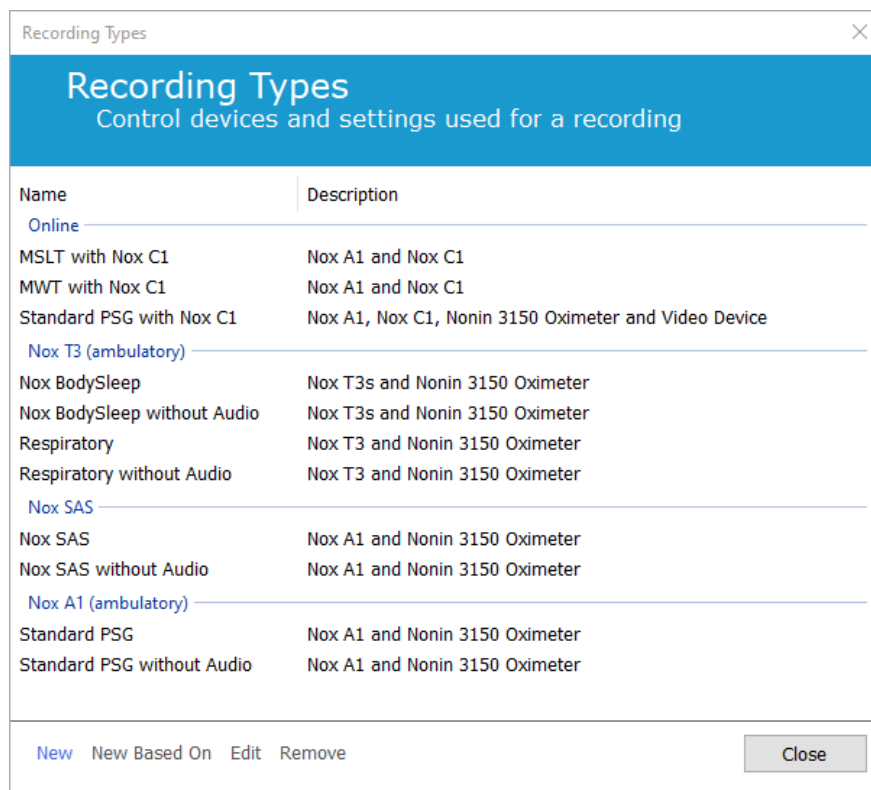 Recording Types
Recording Types
Control devices and settings used for a recording
Name Description
Online
MSLT with Nox C1 Nox A1 and Nox C1
MWT with Nox C1 Nox A1 and Nox C1
Standard PSG with Nox C1 Nox A1, Nox C1, Nonin 3150 Oximeter and Video Device
Nox T3 (ambulatory)
Nox BodySleep Nox T3s and Nonin 3150 Oximeter
Nox BodySleep without Audio Nox T3s and Nonin 3150 Oximeter
Respiratory Nox T3 and Nonin 3150 Oximeter
Respiratory without Audio Nox T3 and Nonin 3150 Oximeter
Nox SAS
Nox SAS Nox A1 and Nonin 3150 Oximeter
Nox SAS without Audio Nox A1 and Nonin 3150 Oximeter
Nox A1 (ambulatory)
Standard PSG Nox A1 and Nonin 3150 Oximeter
Standard PSG without Audio Nox A1 and Nonin 3150 Oximeter
New New Based On Edit Remove Close